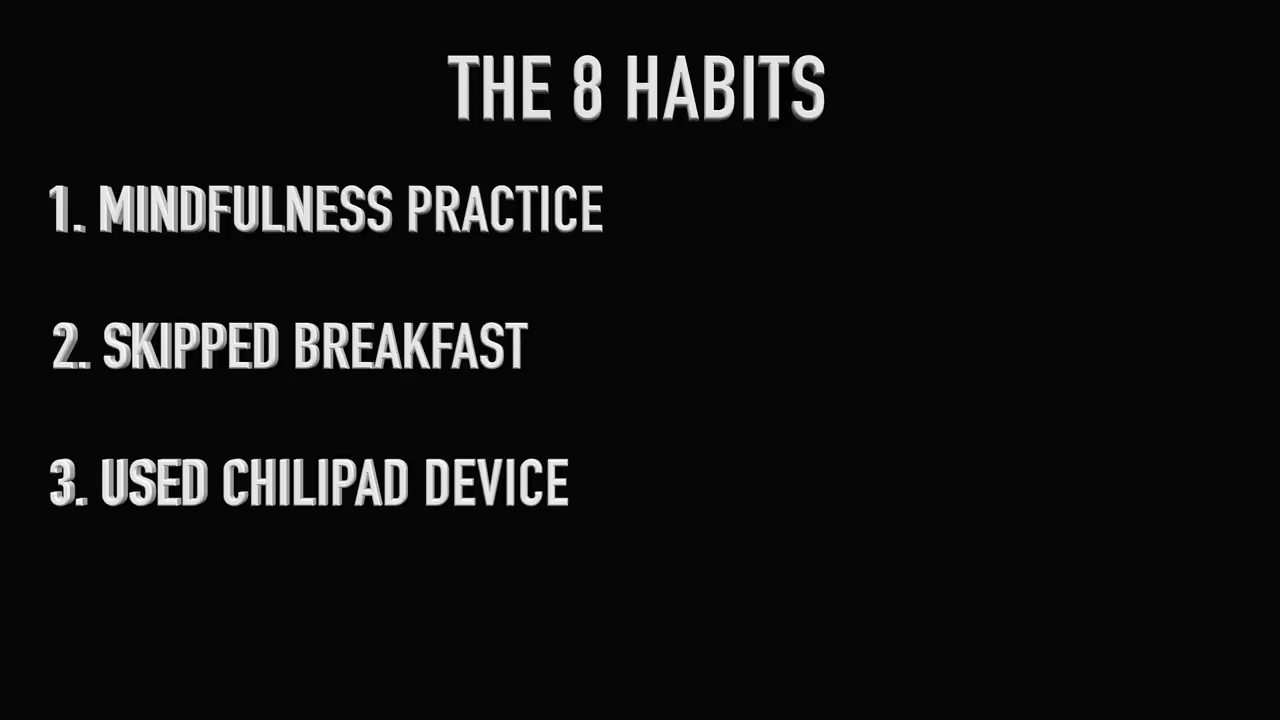 THE 8 HABITS
1. MINDFULNESS PRACTICE
2. SKIPPED BREAKFAST
3. USED CHILIPAD DEVICE